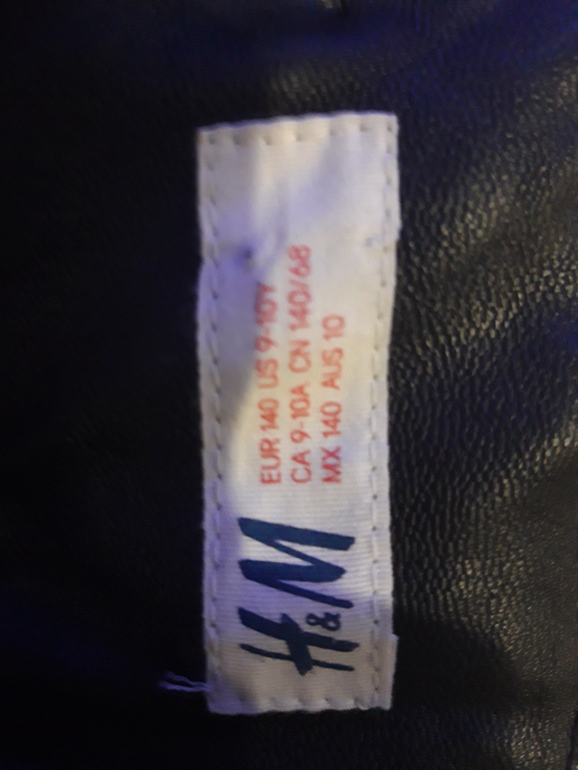 H&M
EUR 140 US 9-10Y
CA 9-10A CN 140/68
MX 140 AUS 10